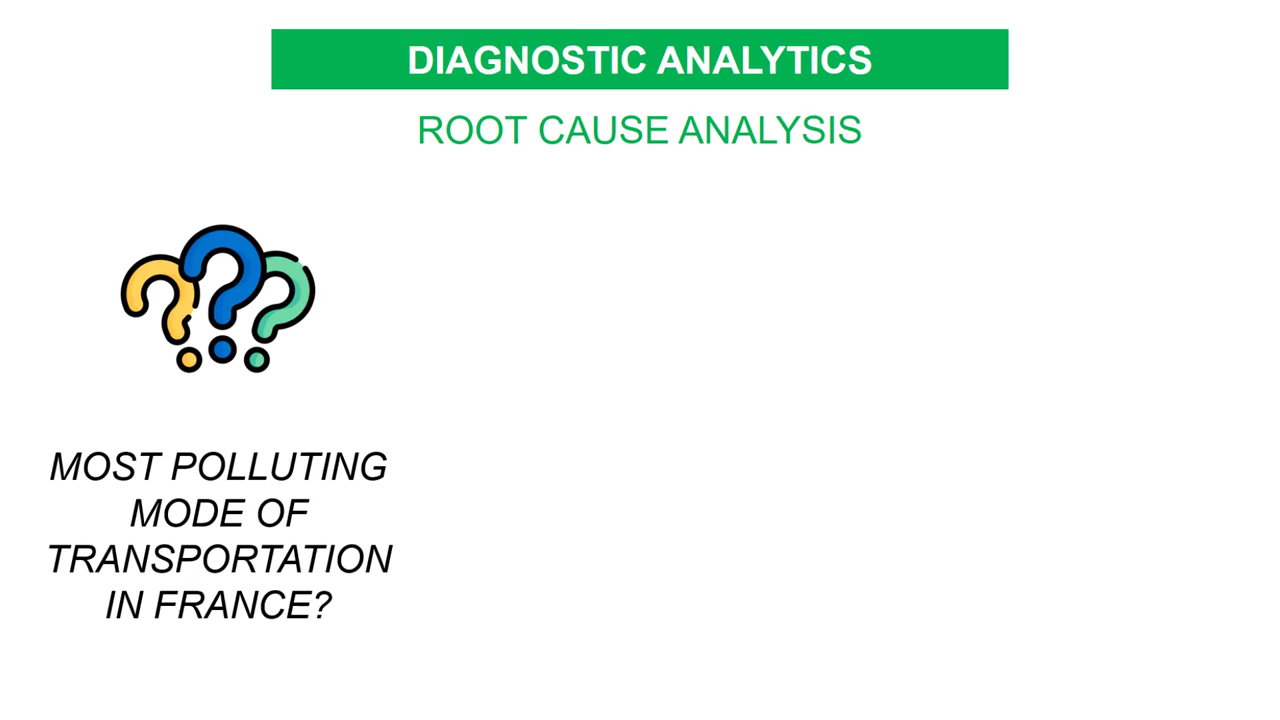 DIAGNOSTIC ANALYTICS
ROOT CAUSE ANALYSIS
MOST POLLUTING
MODE OF
TRANSPORTATION
IN FRANCE?